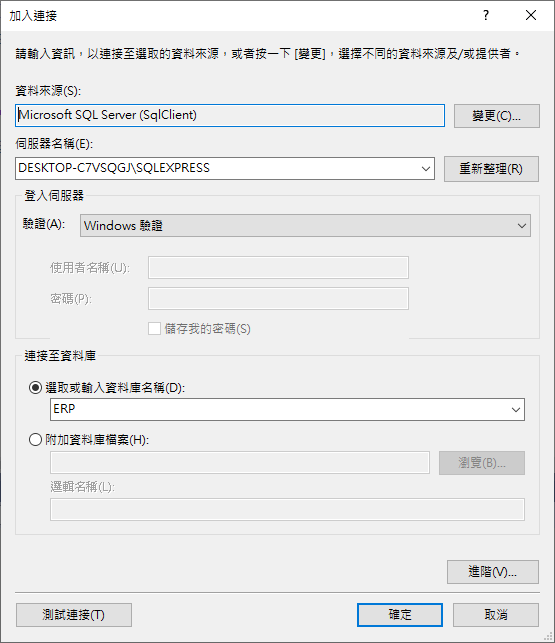 加入連接
? ×
請輸入資訊，以連接至選取的資料來源，或者按一下 [變更]，選擇不同的資料來源及/或提供者。
資料來源(S):
Microsoft SQL Server (SqlClient)
變更(C)...
伺服器名稱(E):
DESKTOP-C7VSQGJ\SQLEXPRESS
重新整理(R)
登入伺服器
驗證(A):
Windows 驗證
使用者名稱(U):
密碼(P):
儲存我的密碼(S)
連接至資料庫
選取或輸入資料庫名稱(D):
ERP
附加資料庫檔案(H):
瀏覽(B)...
邏輯名稱(L):
進階(V)...
測試連接(T)
確定
取消